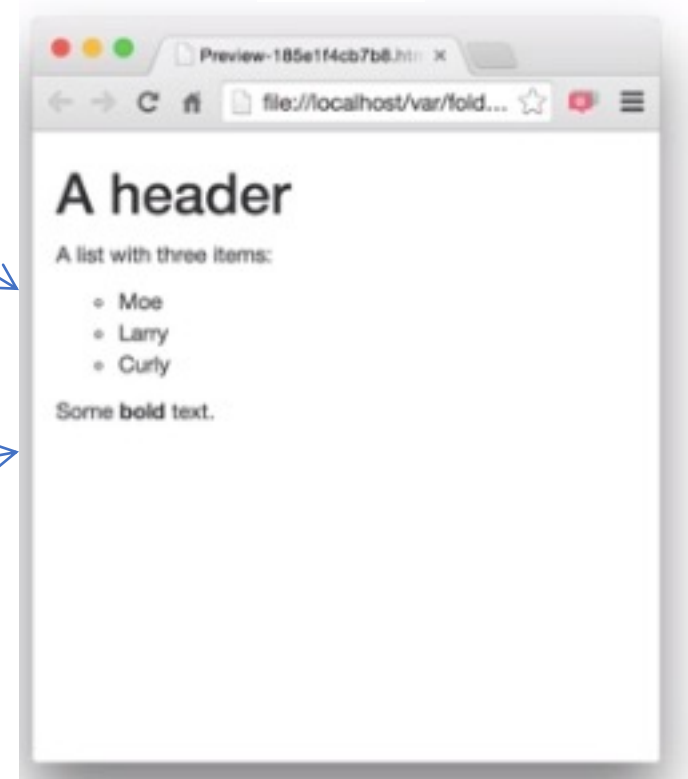 Preview-185e1f4cb7b8.htm
file://localhost/var/fold...
A header
A list with three items:
Moe
Larry
Curly
Some bold text.